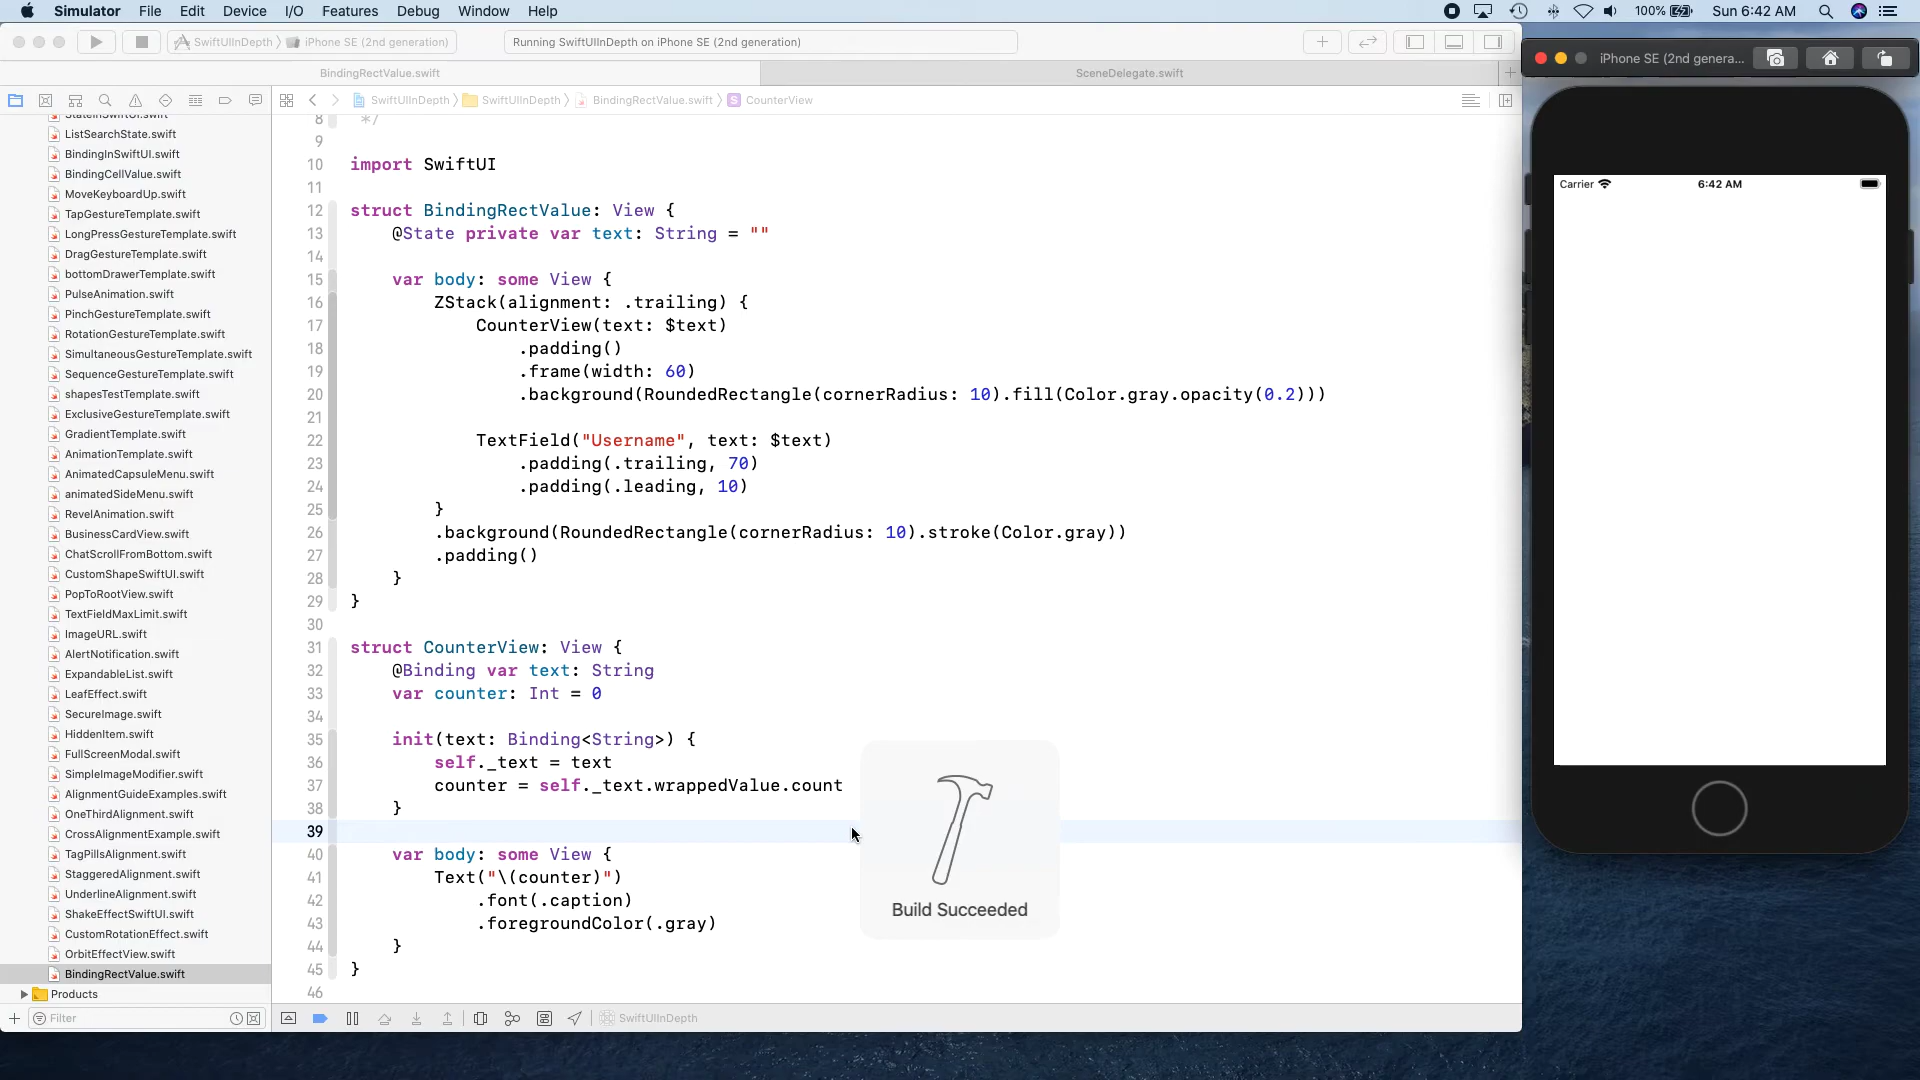 Simulator File Edit Device I/O Features Debug Window Help 100% Sun 6:42 AM
SwiftUIInDepth iPhone SE (2nd generation) Running SwiftUIInDepth on iPhone SE (2nd generation)
iPhone SE (2nd genera...
BindingRectValue.swift SceneDelegate.swift
SwiftUIInDepth SwiftUIInDepth BindingRectValue.swift S CounterView
StateInSwiftUI.swift
ListSearchState.swift
BindingInSwiftUI.swift
BindingCellValue.swift
MoveKeyboardUp.swift
TapGestureTemplate.swift
LongPressGestureTemplate.swift
DragGestureTemplate.swift
bottomDrawerTemplate.swift
PulseAnimation.swift
PinchGestureTemplate.swift
RotationGestureTemplate.swift
SimultaneousGestureTemplate.swift
SequenceGestureTemplate.swift
shapesTestTemplate.swift
ExclusiveGestureTemplate.swift
GradientTemplate.swift
AnimationTemplate.swift
AnimatedCapsuleMenu.swift
animatedSideMenu.swift
RevelAnimation.swift
BusinessCardView.swift
ChatScrollFromBottom.swift
CustomShapeSwiftUI.swift
PopToRootView.swift
TextFieldMaxLimit.swift
ImageURL.swift
AlertNotification.swift
ExpandableList.swift
LeafEffect.swift
SecureImage.swift
HiddenItem.swift
FullScreenModal.swift
SimpleImageModifier.swift
AlignmentGuideExamples.swift
OneThirdAlignment.swift
CrossAlignmentExample.swift
TagPillsAlignment.swift
StaggeredAlignment.swift
UnderlineAlignment.swift
ShakeEffectSwiftUI.swift
CustomRotationEffect.swift
OrbitEffectView.swift
BindingRectValue.swift
Products
Filter
8 */
9
10 import SwiftUI
11
12 struct BindingRectValue: View {
13 @State private var text: String = ""
14
15 var body: some View {
16 ZStack(alignment: .trailing) {
17 CounterView(text: $text)
18 .padding()
19 .frame(width: 60)
20 .background(RoundedRectangle(cornerRadius: 10).fill(Color.gray.opacity(0.2)))
21
22 TextField("Username", text: $text)
23 .padding(.trailing, 70)
24 .padding(.leading, 10)
25 }
26 .background(RoundedRectangle(cornerRadius: 10).stroke(Color.gray))
27 .padding()
28 }
29 }
30
31 struct CounterView: View {
32 @Binding var text: String
33 var counter: Int = 0
34
35 init(text: Binding<String>) {
36 self._text = text
37 counter = self._text.wrappedValue.count
38 }
39
40 var body: some View {
41 Text("\(counter)")
42 .font(.caption)
43 .foregroundColor(.gray)
44 }
45 }
46
Build Succeeded
SwiftUIInDepth
Carrier 6:42 AM